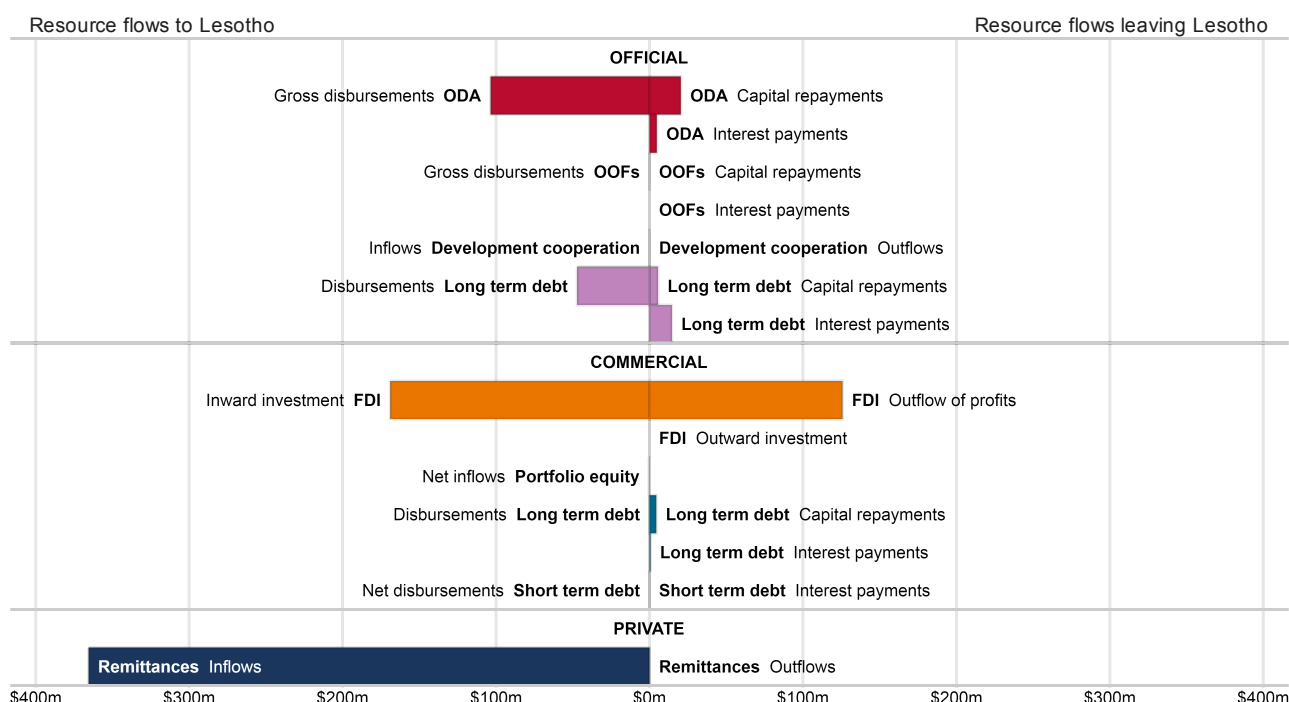 Resource flows to Lesotho Resource flows leaving Lesotho
OFFICIAL
Gross disbursements ODA ODA Capital repayments
ODA Interest payments
Gross disbursements OOFs OOFs Capital repayments
OOFs Interest payments
Inflows Development cooperation Development cooperation Outflows
Disbursements Long term debt Long term debt Capital repayments
Long term debt Interest payments
COMMERCIAL
Inward investment FDI FDI Outflow of profits
FDI Outward investment
Net inflows Portfolio equity
Disbursements Long term debt Long term debt Capital repayments
Long term debt Interest payments
Net disbursements Short term debt Short term debt Interest payments
PRIVATE
Remittances Inflows Remittances Outflows
$400m $300m $200m $100m $0m $100m $200m $300m $400m